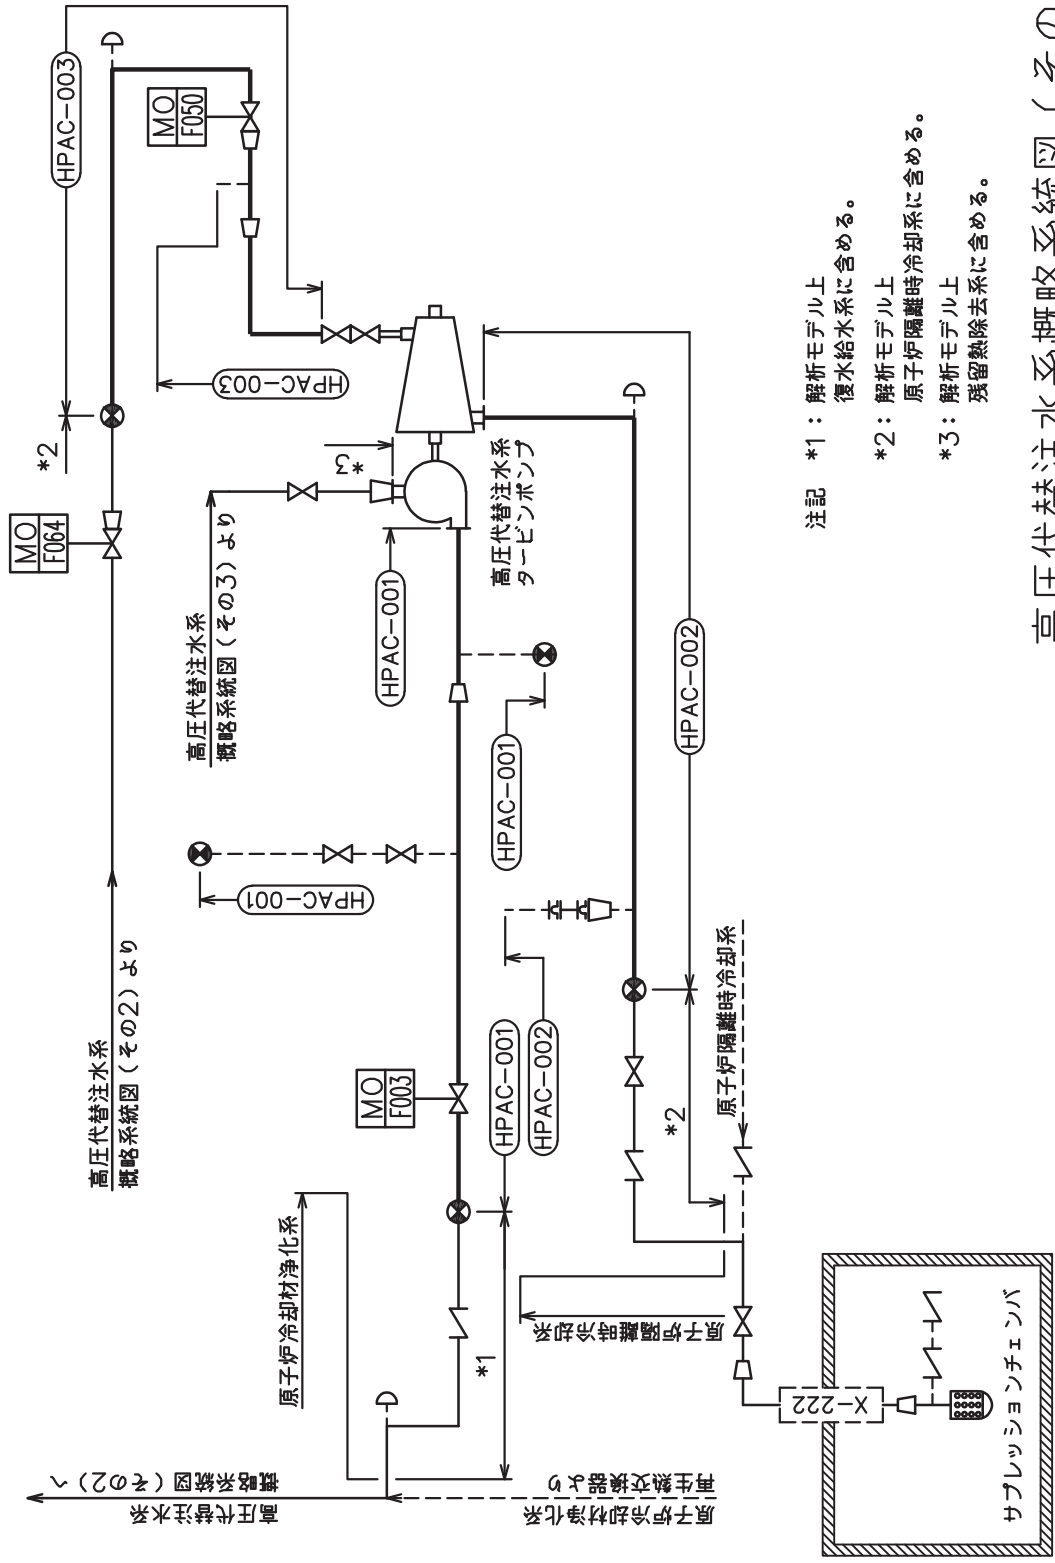 高圧代替注水系
概略系統図（その2）へ
原子炉冷却材浄化系
再生熱交換器より
原子炉冷却材浄化系
*1
HPAC-001
HPAC-002
MO
F003
高圧代替注水系
概略系統図（その2）より
MO
F064
*2
HPAC-003
MO
F050
HPAC-003
高圧代替注水系
概略系統図（その3）より
*3
HPAC-001
HPAC-001
HPAC-001
高圧代替注水系
タービンポンプ
HPAC-002
*2
原子炉隔離時冷却系
原子炉隔離時冷却系
X-222
サプレッションチェンバ
注記　*1：解析モデル上
復水給水系に含める。
*2：解析モデル上
原子炉隔離時冷却系に含める。
*3：解析モデル上
残留熱除去系に含める。
高圧代替注水系概略系統図（その